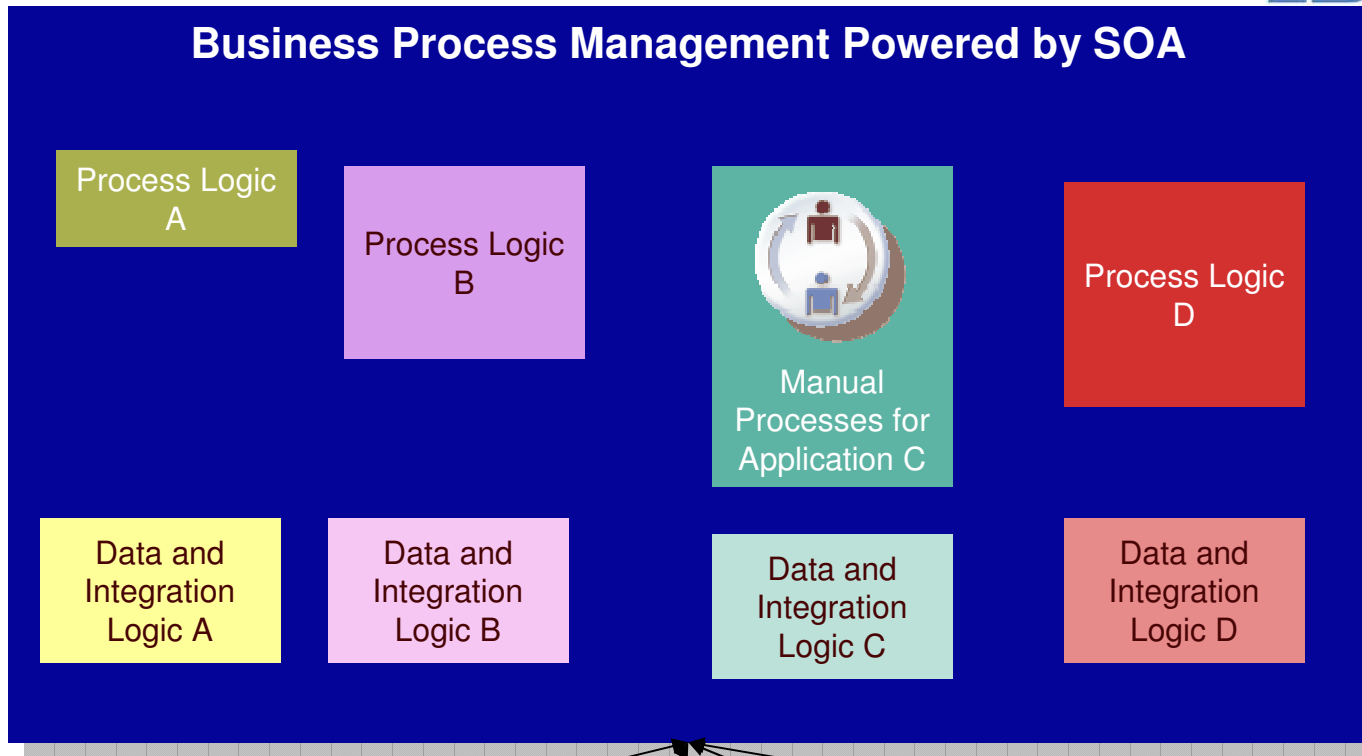 Business Process Management Powered by SOA
Process Logic
A
Process Logic
B
Manual
Processes for
Application C
Process Logic
D
Data and
Integration
Logic A
Data and
Integration
Logic B
Data and
Integration
Logic C
Data and
Integration
Logic D